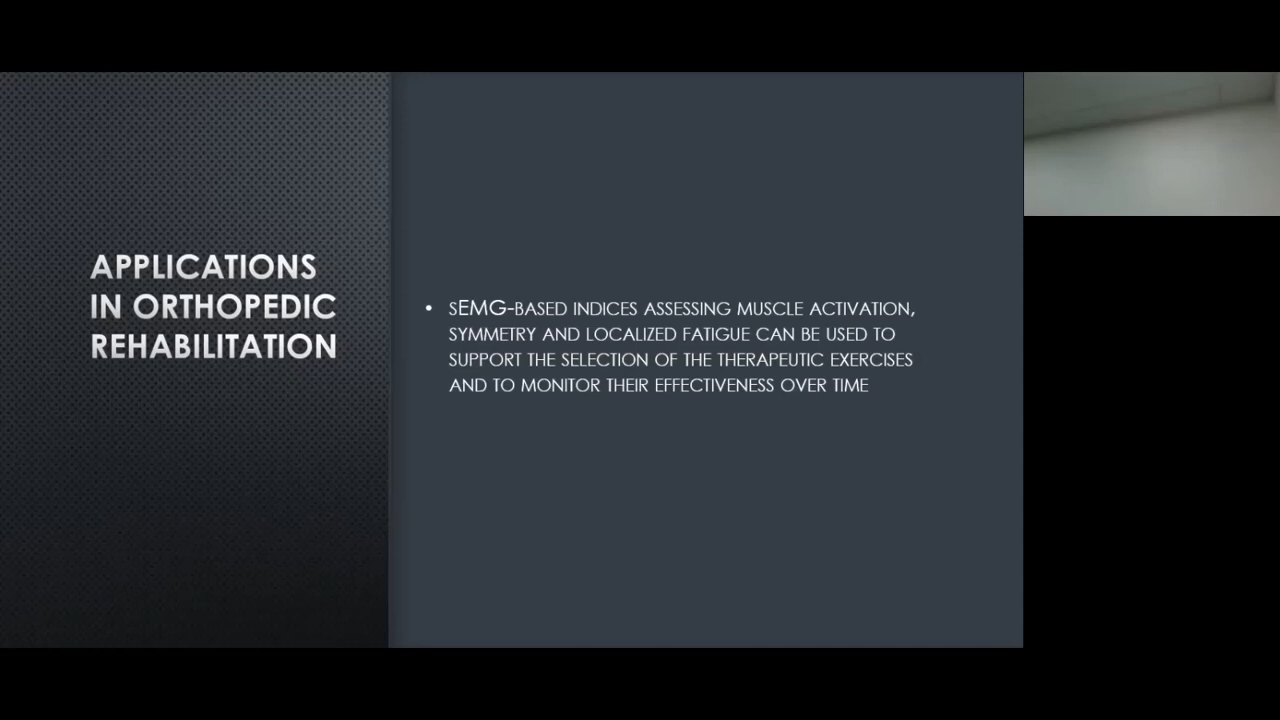 APPLICATIONS
IN ORTHOPEDIC
REHABILITATION
• sEMG-BASED INDICES ASSESSING MUSCLE ACTIVATION,
SYMMETRY AND LOCALIZED FATIGUE CAN BE USED TO
SUPPORT THE SELECTION OF THE THERAPEUTIC EXERCISES
AND TO MONITOR THEIR EFFECTIVENESS OVER TIME